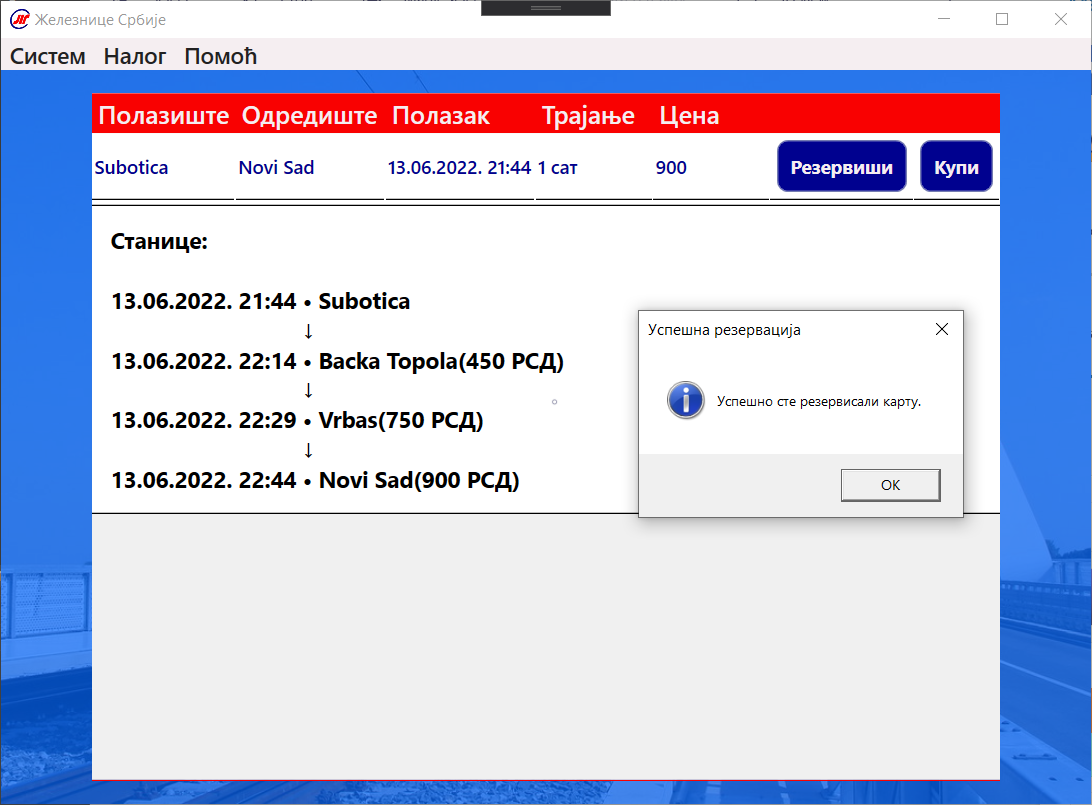 Железнице Србије
Систем Налог Помоћ
Полазиште Одредиште Полазак Трајање Цена
Subotica Novi Sad 13.06.2022. 21:44 1 сат 900 Резервиши Купи
Станице:
13.06.2022. 21:44 • Subotica
↓
13.06.2022. 22:14 • Backa Topola(450 РСД)
↓
13.06.2022. 22:29 • Vrbas(750 РСД)
↓
13.06.2022. 22:44 • Novi Sad(900 РСД)
Успешна резервација
Успешно сте резервисали карту.
ОК